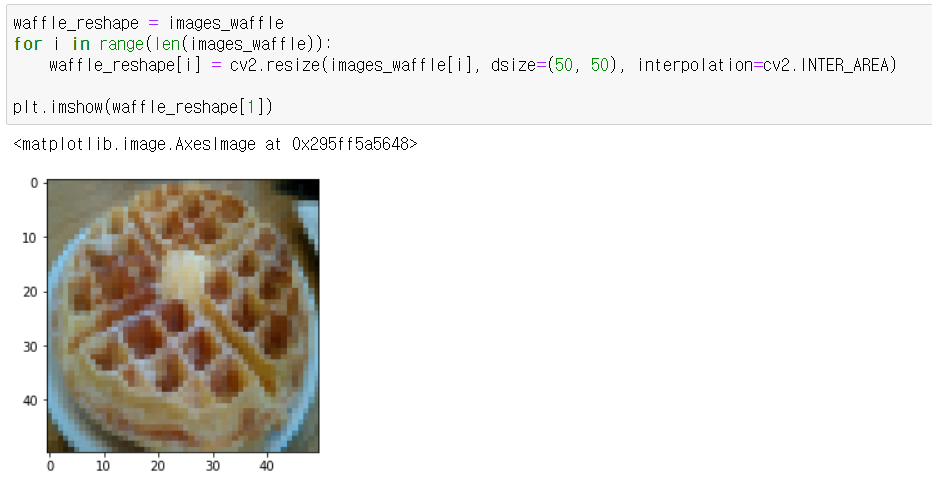 waffle_reshape = images_waffle
for i in range(len(images_waffle)):
    waffle_reshape[i] = cv2.resize(images_waffle[i], dsize=(50, 50), interpolation=cv2.INTER_AREA)
plt.imshow(waffle_reshape[1])
<matplotlib.image.AxesImage at 0x295ff5a5648>
0
10
20
30
40
0 10 20 30 40